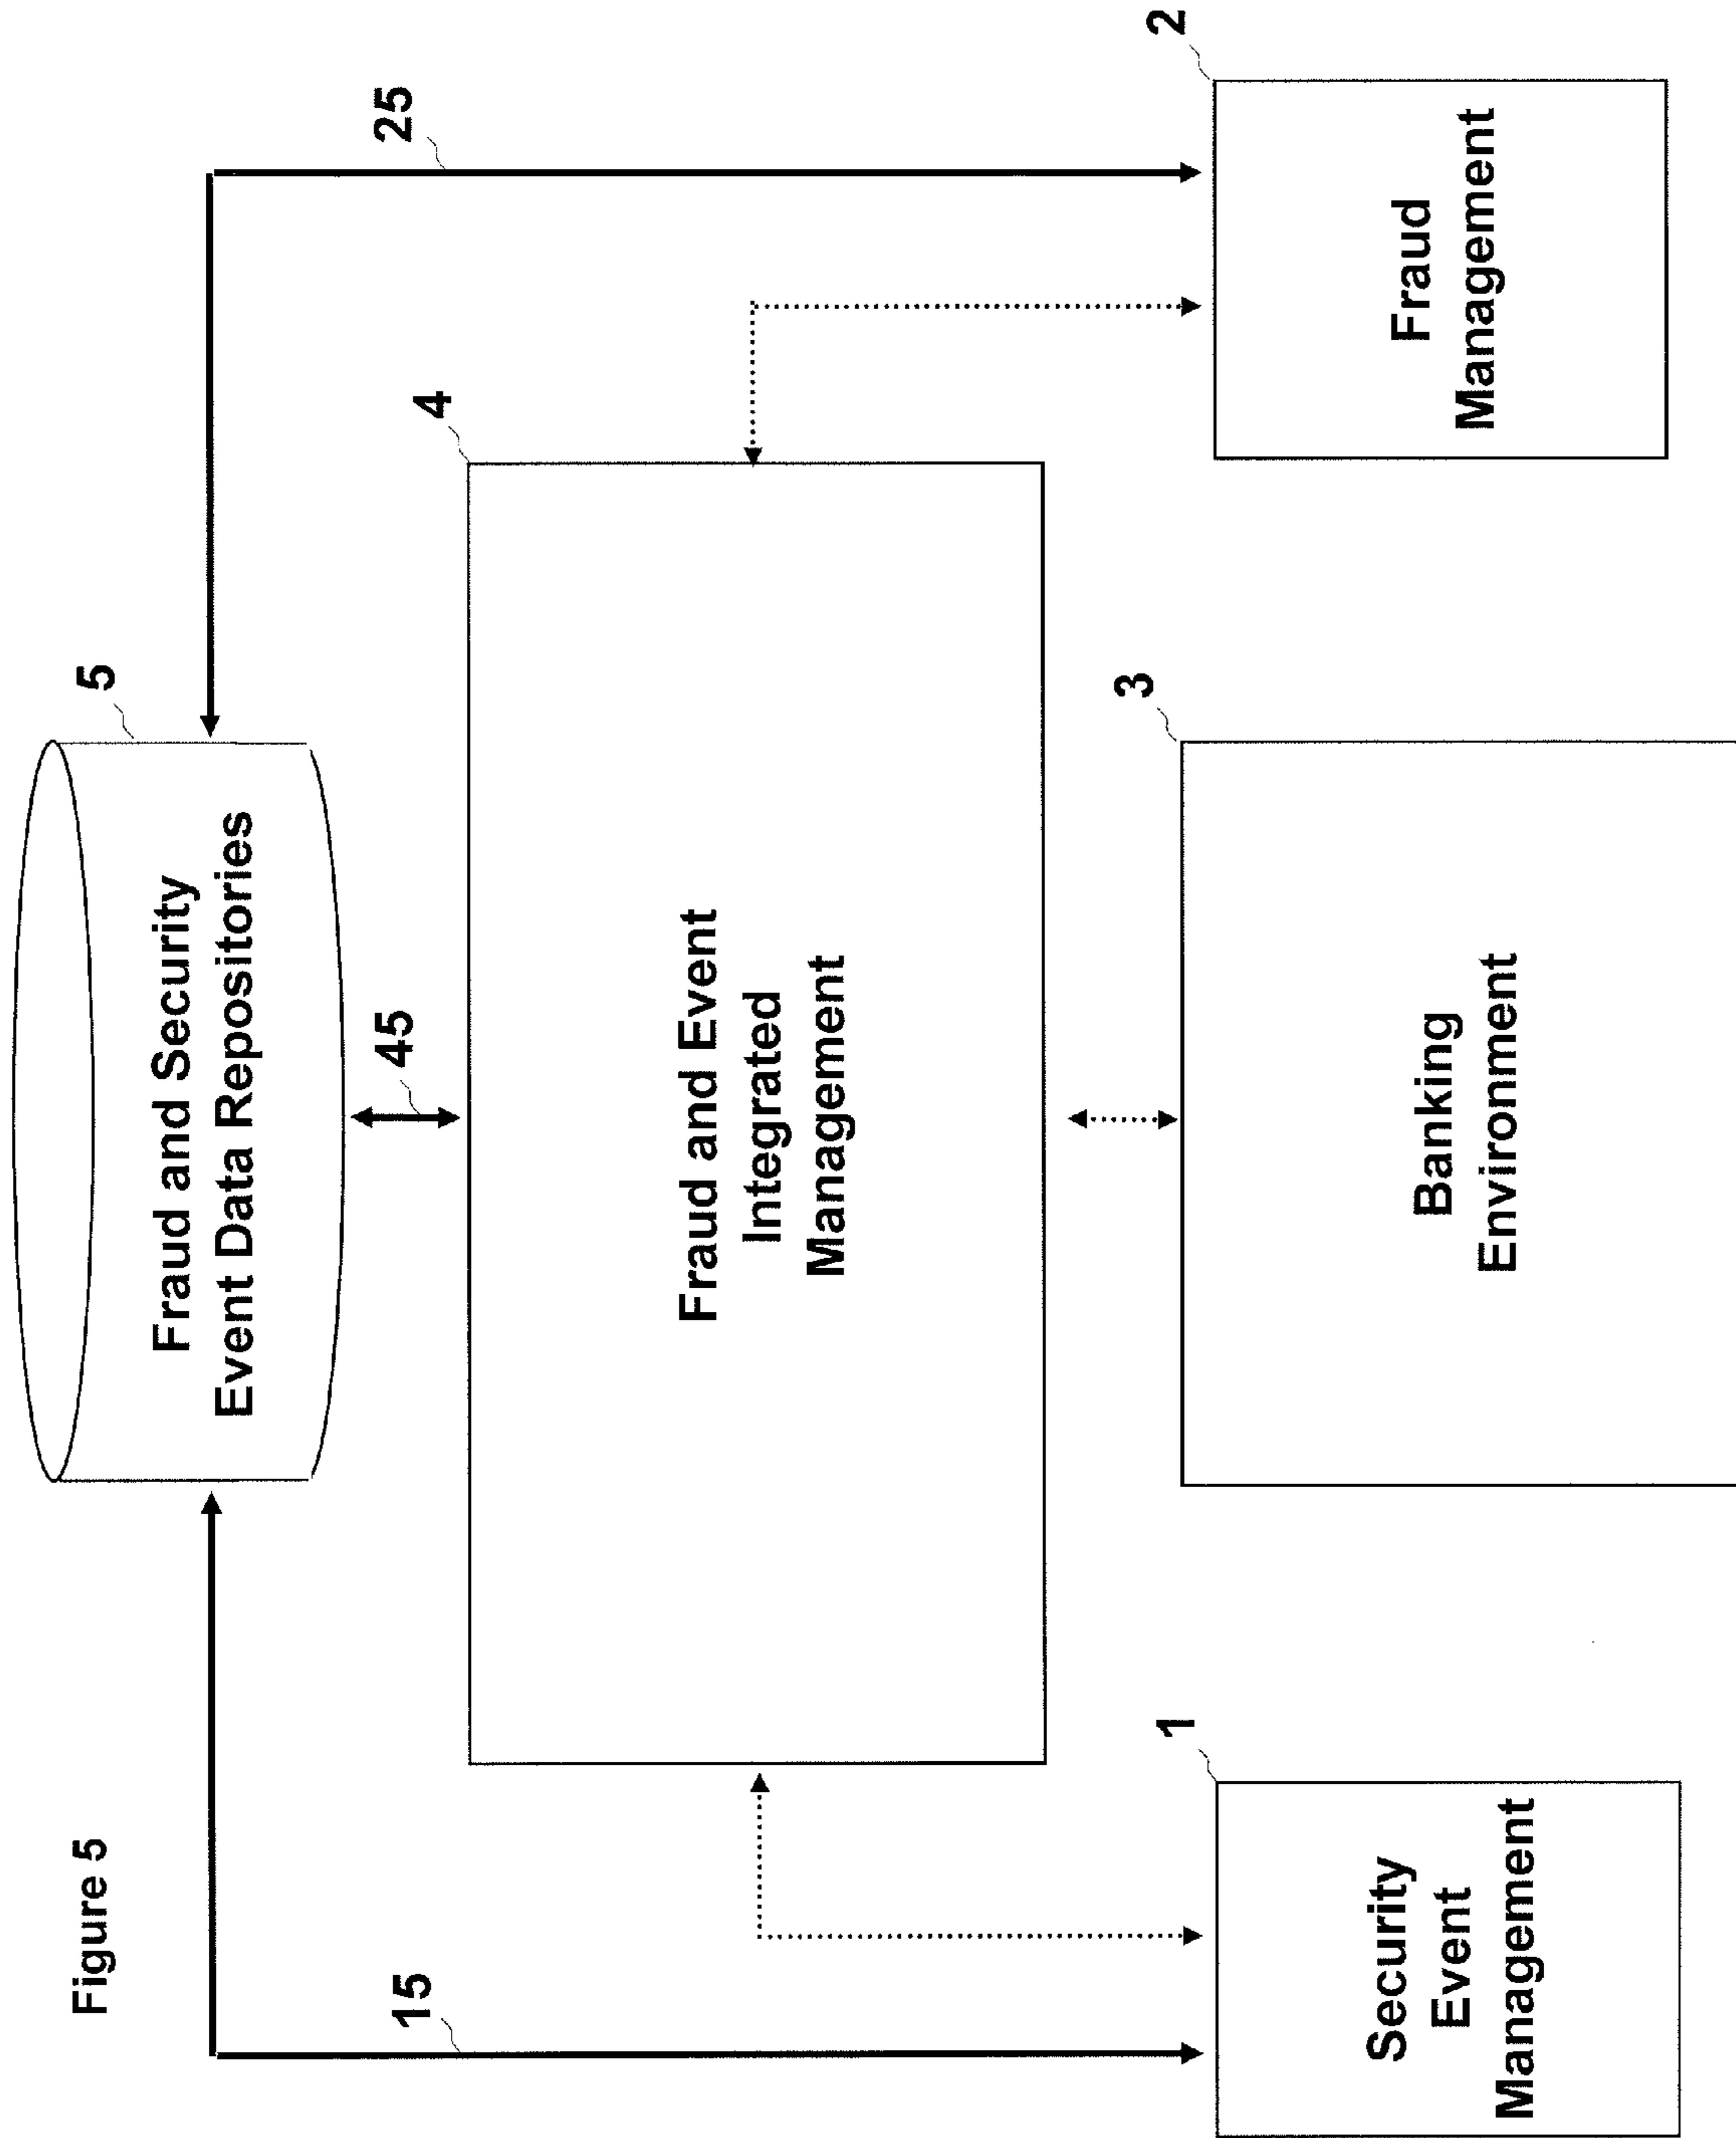 Figure 5
5
Fraud and Security
Event Data Repositories
15
45
25
4
Fraud and Event
Integrated
Management
1
Security
Event
Management
3
Banking
Environment
2
Fraud
Management